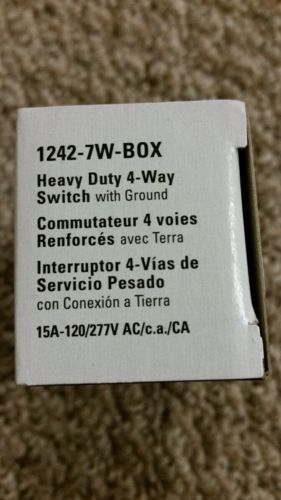 1242-7W-BOX
Heavy Duty 4-Way
Switch with Ground
Commutateur 4 voies
Renforcés avec Terra
Interruptor 4-Vías de
Servicio Pesado
con Conexión a Tierra
15A-120/277V AC/c.a./CA